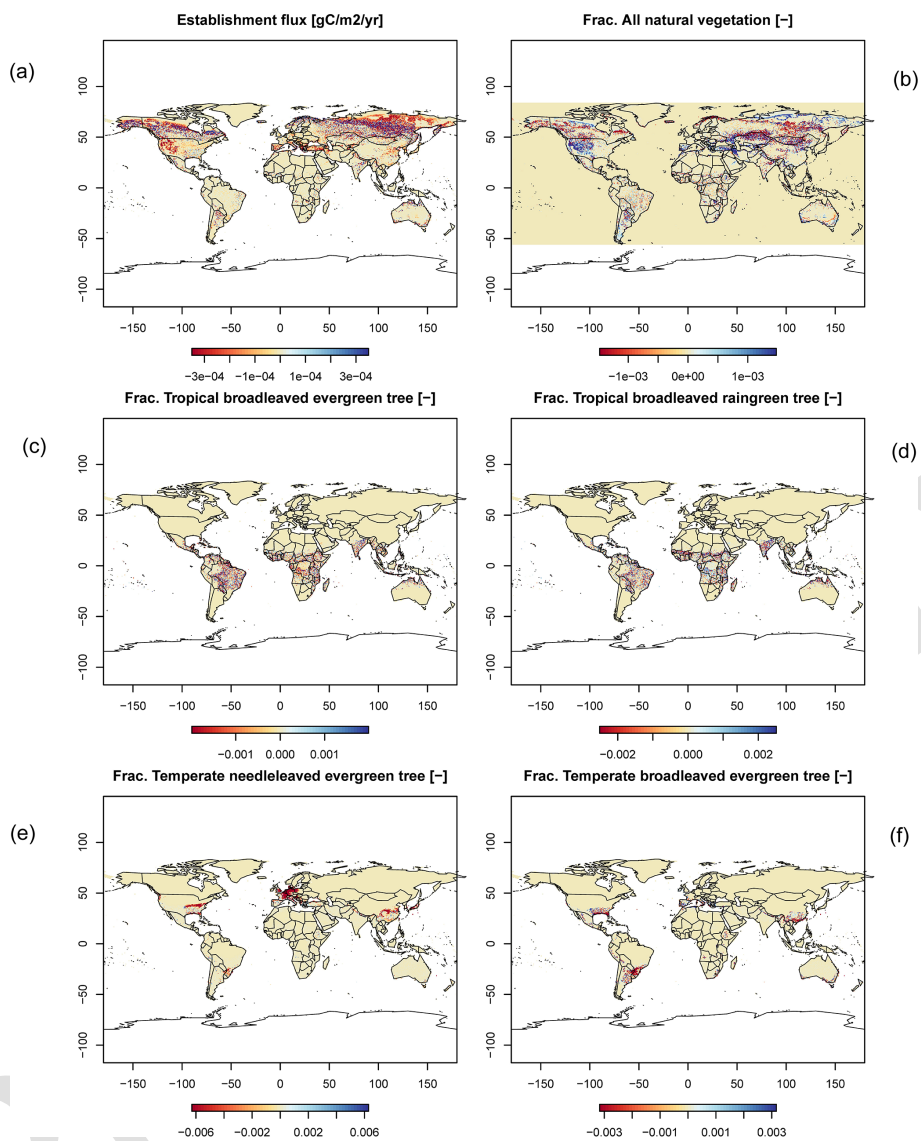 Establishment flux [gC/m2/yr]
Frac. All natural vegetation [−]
(a)
(b)
100
50
0
−50
−100
100
50
0
−50
−100
−150 −100 −50 0 50 100 150
−150 −100 −50 0 50 100 150
−3e−04 −1e−04 1e−04 3e−04
−1e−03 0e+00 1e−03
Frac. Tropical broadleaved evergreen tree [−]
Frac. Tropical broadleaved raingreen tree [−]
(c)
(d)
100
50
0
−50
−100
100
50
0
−50
−100
−150 −100 −50 0 50 100 150
−150 −100 −50 0 50 100 150
−0.001 0.000 0.001
−0.002 0.000 0.002
Frac. Temperate needleleaved evergreen tree [−]
Frac. Temperate broadleaved evergreen tree [−]
(e)
(f)
100
50
0
−50
−100
100
50
0
−50
−100
−150 −100 −50 0 50 100 150
−150 −100 −50 0 50 100 150
−0.006 −0.002 0.002 0.006
−0.003 −0.001 0.001 0.003